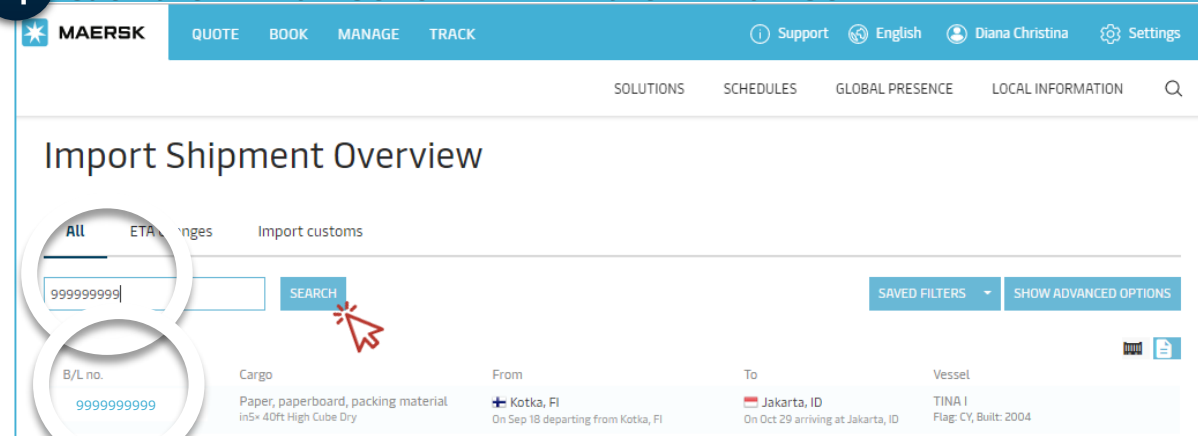 MAERSK QUOTE BOOK MANAGE TRACK Support English Diana Christina Settings
SOLUTIONS SCHEDULES GLOBAL PRESENCE LOCAL INFORMATION
Import Shipment Overview
All ETA Import customs
999999999 SEARCH SAVED FILTERS SHOW ADVANCED OPTIONS
B/L no. Cargo From To Vessel
9999999999 Paper, paperboard, packing material Kotka, FI Jakarta, ID TINA I
in5× 40ft High Cube Dry On Sep 18 departing from Kotka, FI On Oct 29 arriving at Jakarta, ID Flag: CY, Built: 2004